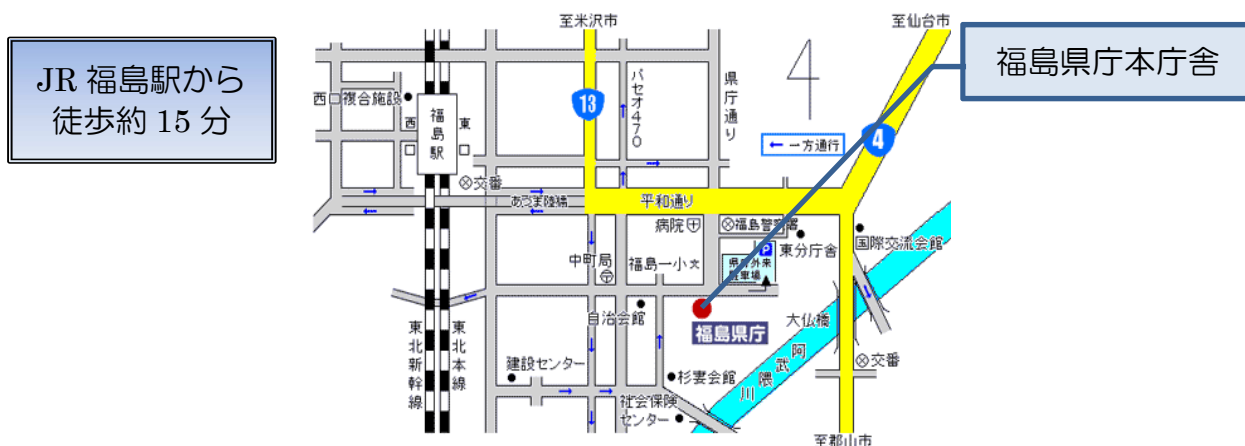 JR 福島駅から
徒歩約 15 分
至米沢市
至仙台市
福島県庁本庁舎
西口複合施設
福島駅
西口
東口
13
パセオ470
県庁通り
←一方通行
4
交番
あづま陸橋
平和通り
病院
福島警察署
東分庁舎
国際交流会館
中町局
福島一小
文
P
県庁外来
駐車場
自治会館
福島県庁
大仏橋
東北新幹線
東北本線
建設センター
杉妻会館
阿武隈川
交番
社会保険
センター
至郡山市